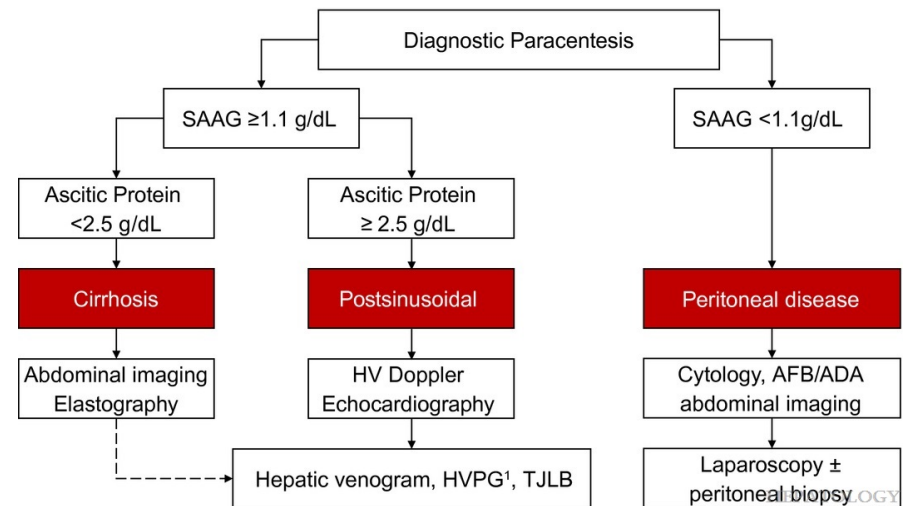 Diagnostic Paracentesis
SAAG ≥1.1 g/dL
SAAG <1.1g/dL
Ascitic Protein
<2.5 g/dL
Ascitic Protein
≥ 2.5 g/dL
Cirrhosis
Postsinusoidal
Peritoneal disease
Abdominal imaging
Elastography
HV Doppler
Echocardiography
Cytology, AFB/ADA
abdominal imaging
Hepatic venogram, HVPG¹, TJLB
Laparoscopy ±
peritoneal biopsy
HEPATOLOGY